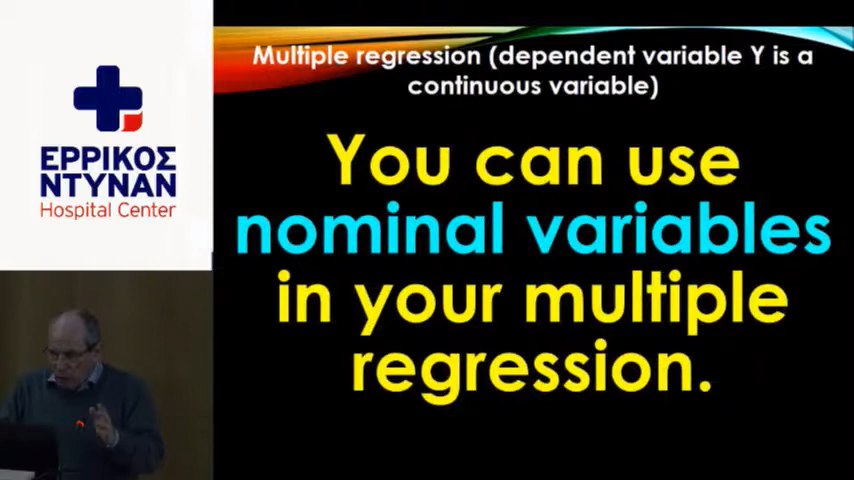 ΕΡΡΙΚΟΣ
ΝΤΥΝΑΝ
Hospital Center
Multiple regression (dependent variable Y is a
continuous variable)
You can use
nominal variables
in your multiple
regression.